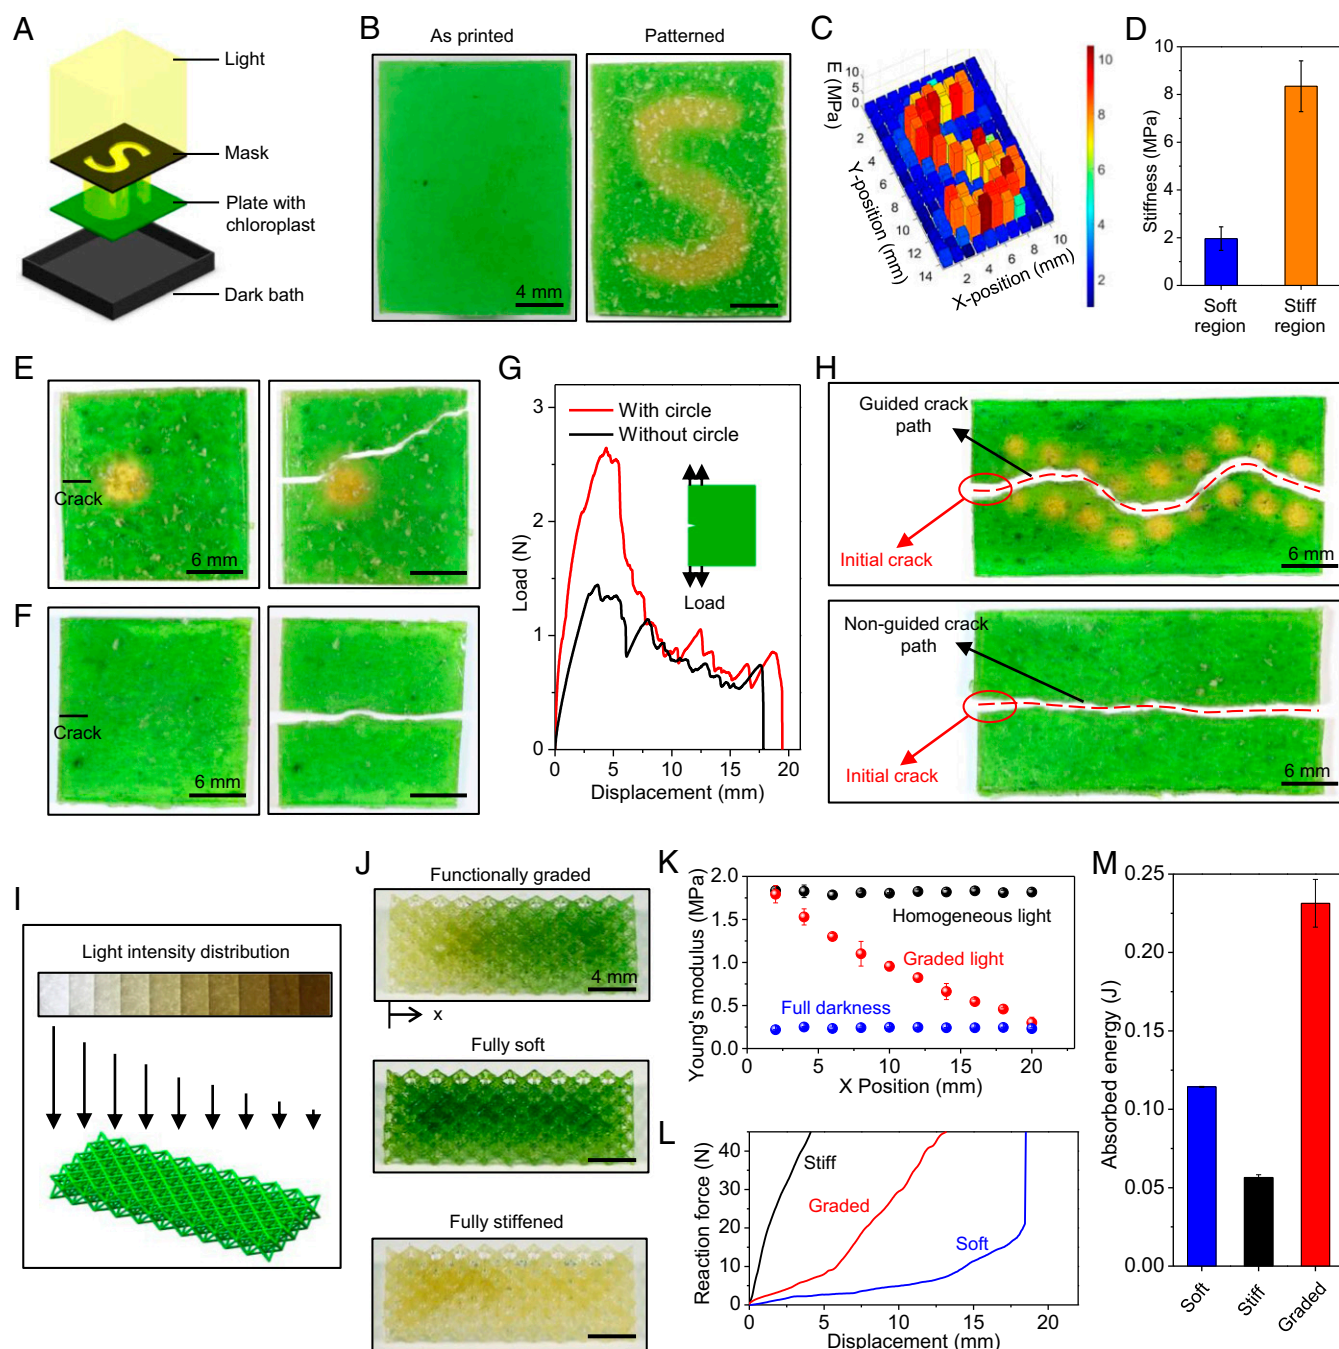 A
Light
Mask
Plate with
chloroplast
Dark bath
B
As printed
Patterned
4 mm
C
E (MPa)
10
5
0
2
4
6
8
10
12
14
Y-position (mm)
2
4
6
8
10
X-position (mm)
10
8
6
4
2
D
Stiffness (MPa)
10
8
6
4
2
0
Soft
region
Stiff
region
E
Crack
6 mm
F
Crack
6 mm
G
Load (N)
3
2
1
0
With circle
Without circle
Load
0
5
10
15
20
Displacement (mm)
H
Guided crack
path
Initial crack
6 mm
Non-guided crack
path
Initial crack
6 mm
I
Light intensity distribution
J
Functionally graded
4 mm
x
Fully soft
Fully stiffened
K
Young's modulus (MPa)
2.0
1.5
1.0
0.5
0.0
Homogeneous light
Graded light
Full darkness
0
5
10
15
20
X Position (mm)
L
Reaction force (N)
40
30
20
10
0
Stiff
Graded
Soft
0
5
10
15
20
Displacement (mm)
M
Absorbed energy (J)
0.25
0.20
0.15
0.10
0.05
0.00
Soft
Stiff
Graded